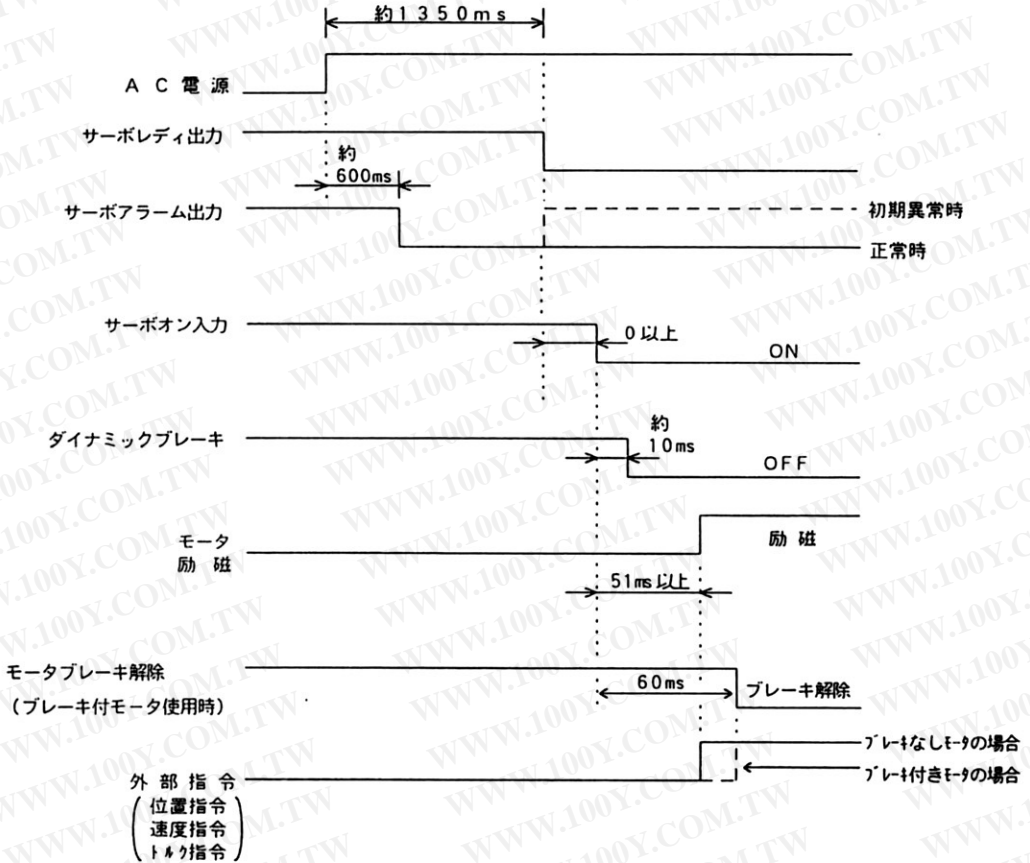 約1350ms
AC電源
サーボレディ出力
約
600ms
サーボアラーム出力
初期異常時
正常時
サーボオン入力
0以上
ON
ダイナミックブレーキ
約
10ms
OFF
モータ
励磁
励磁
51ms以上
モータブレーキ解除
(ブレーキ付モータ使用時)
60ms
ブレーキ解除
ブレーキなしモータの場合
ブレーキ付きモータの場合
外部指令
位置指令
速度指令
トルク指令
WWW.100Y.COM.TW